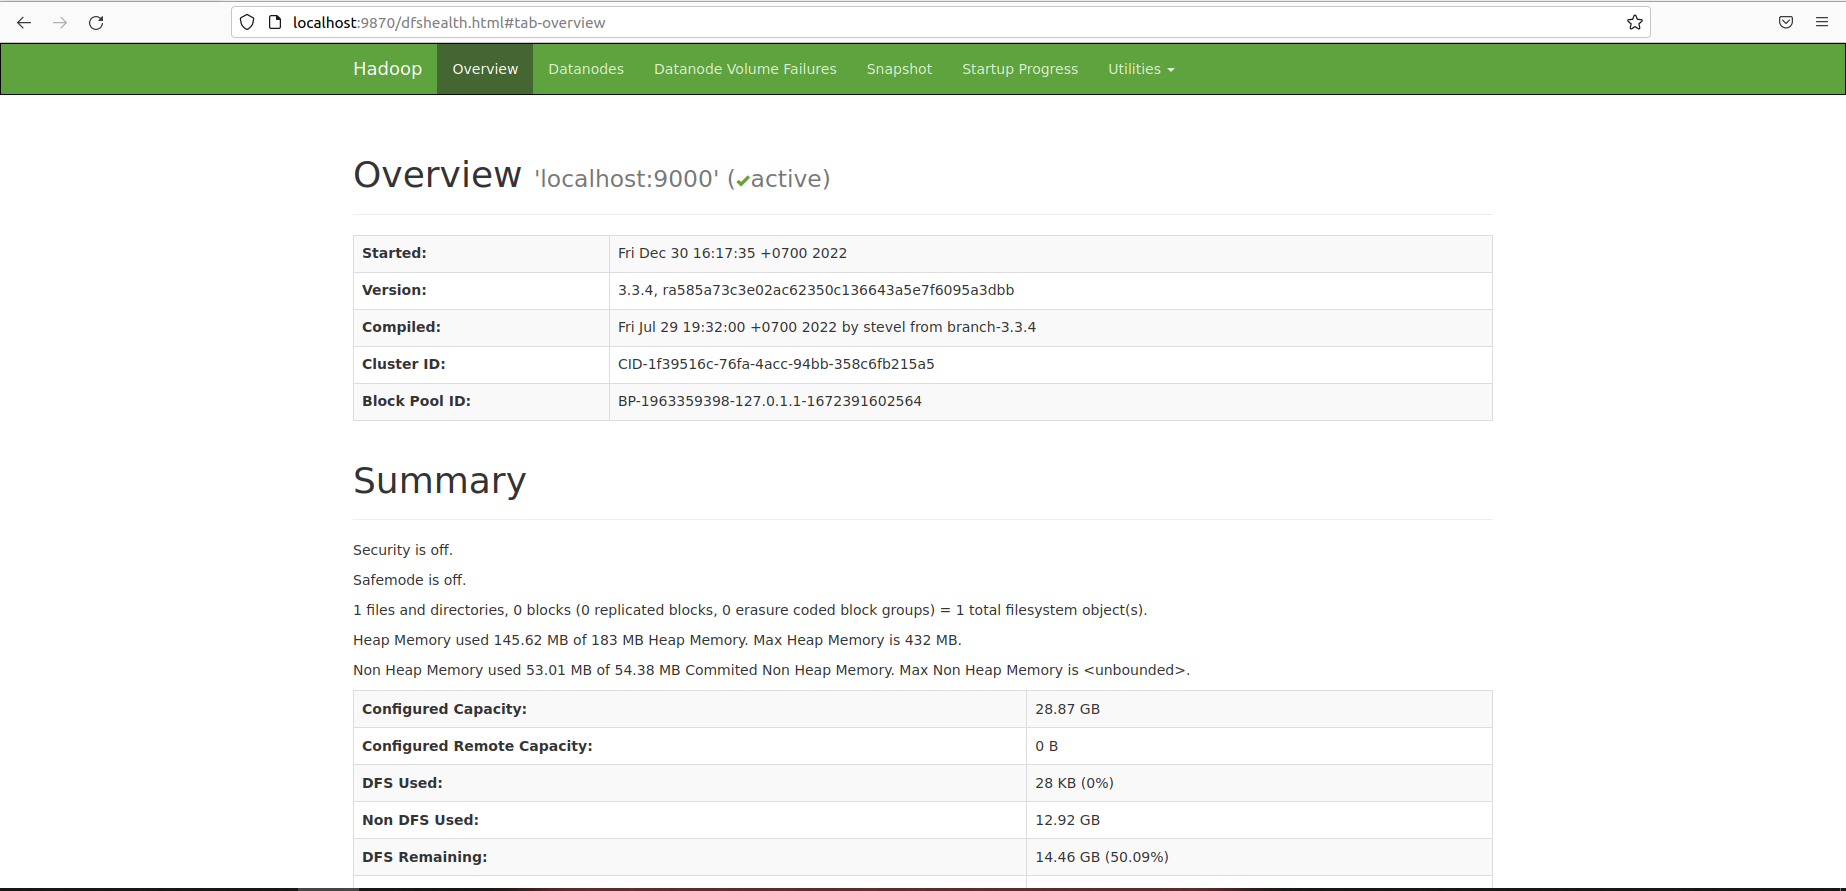 localhost:9870/dfshealth.html#tab-overview
Hadoop Overview Datanodes Datanode Volume Failures Snapshot Startup Progress Utilities
Overview 'localhost:9000' (✔active)
Started: Fri Dec 30 16:17:35 +0700 2022
Version: 3.3.4, ra585a73c3e02ac62350c136643a5e7f6095a3dbb
Compiled: Fri Jul 29 19:32:00 +0700 2022 by stevel from branch-3.3.4
Cluster ID: CID-1f39516c-76fa-4acc-94bb-358c6fb215a5
Block Pool ID: BP-1963359398-127.0.1.1-1672391602564
Summary
Security is off.
Safemode is off.
1 files and directories, 0 blocks (0 replicated blocks, 0 erasure coded block groups) = 1 total filesystem object(s).
Heap Memory used 145.62 MB of 183 MB Heap Memory. Max Heap Memory is 432 MB.
Non Heap Memory used 53.01 MB of 54.38 MB Commited Non Heap Memory. Max Non Heap Memory is <unbounded>.
Configured Capacity: 28.87 GB
Configured Remote Capacity: 0 B
DFS Used: 28 KB (0%)
Non DFS Used: 12.92 GB
DFS Remaining: 14.46 GB (50.09%)